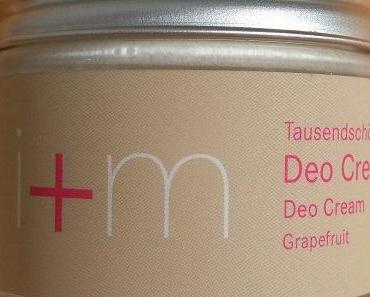 i+m
Tausendschö
Deo Cre
Deo Cream
Grapefruit